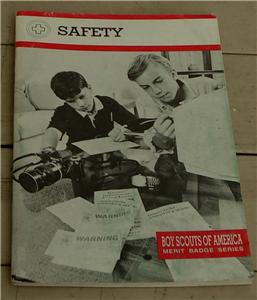 SAFETY
WARNING
WARNING
BOY SCOUTS OF AMERICA
MERIT BADGE SERIES